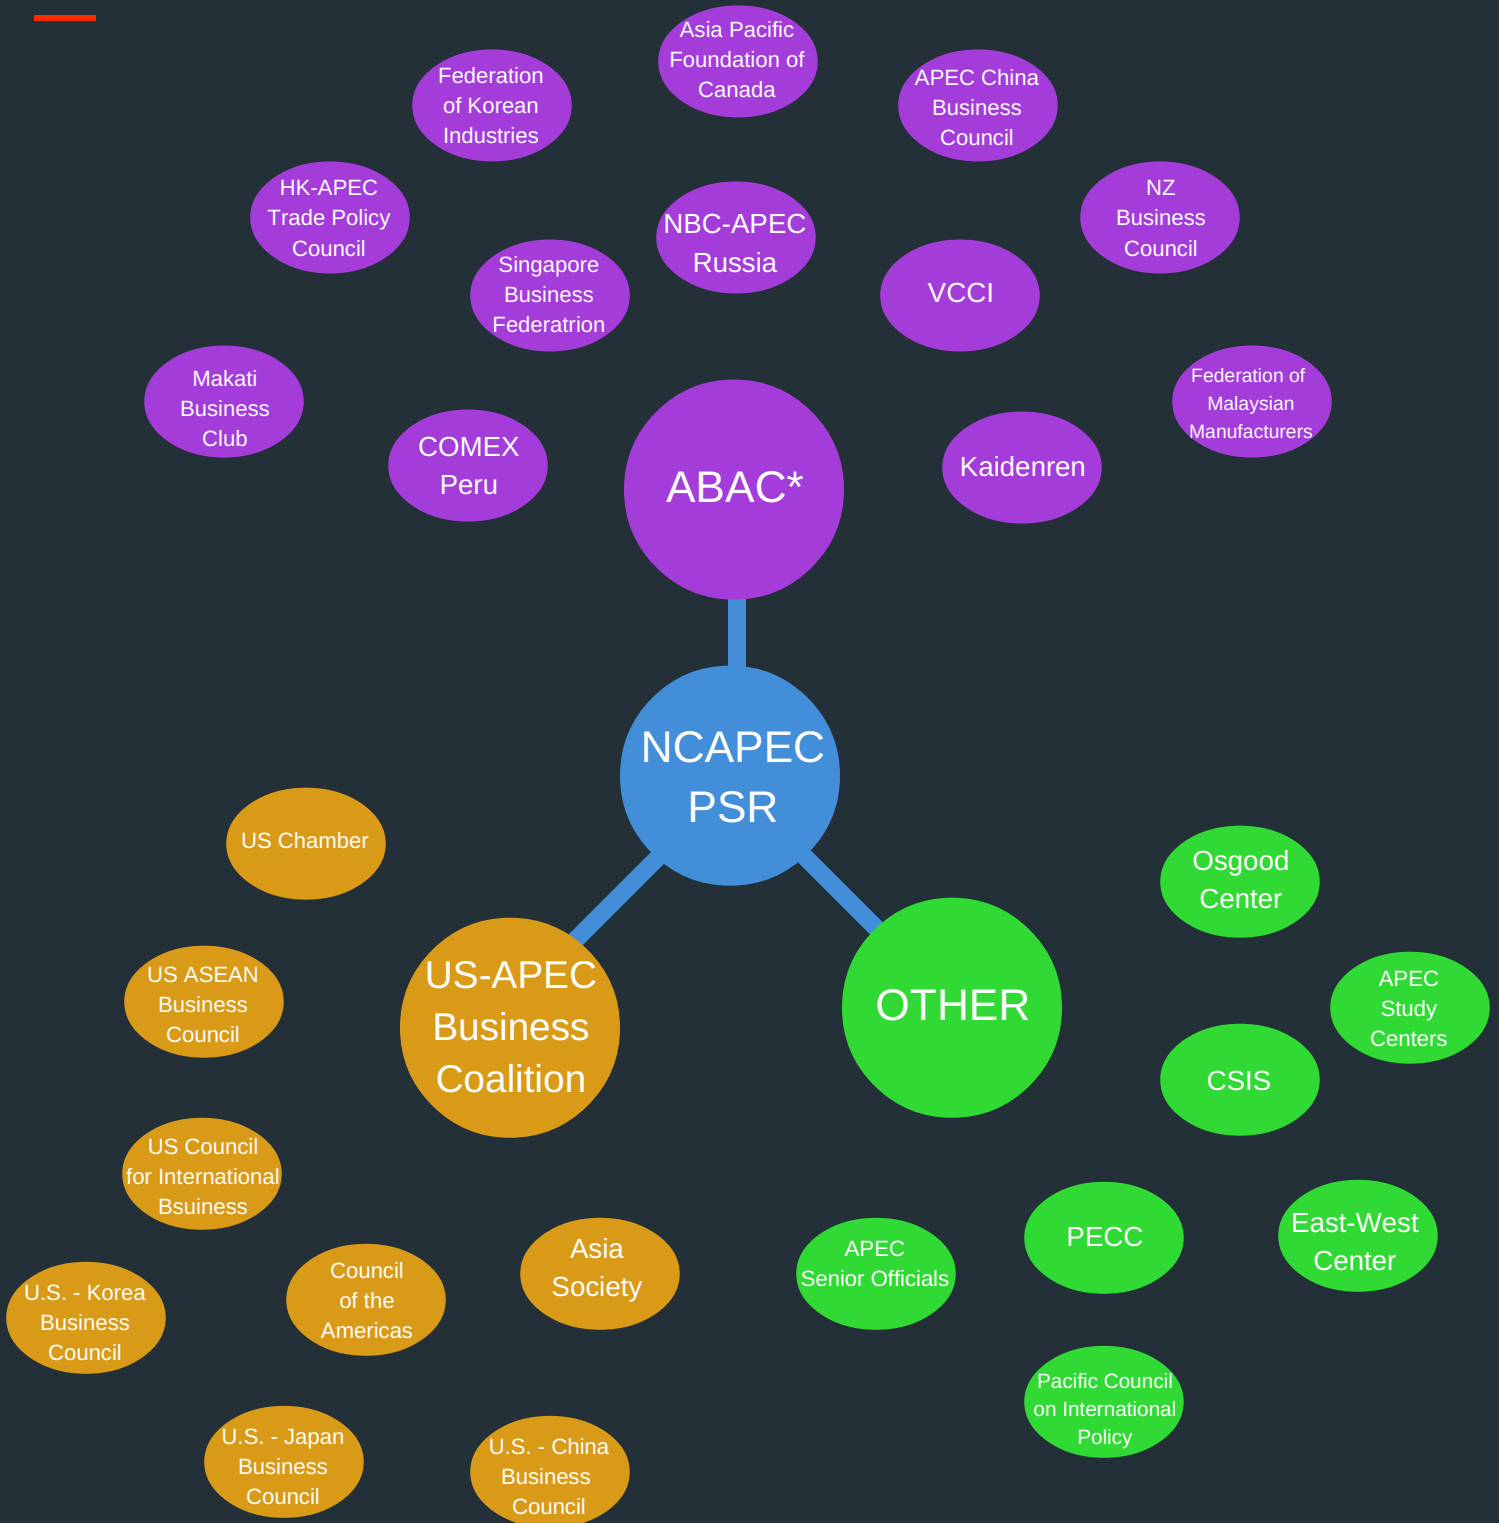 Asia Pacific
Foundation of
Canada
Federation
of Korean
Industries
APEC China
Business
Council
HK-APEC
Trade Policy
Council
NZ
Business
Council
NBC-APEC
Russia
Singapore
Business
Federatrion
VCCI
Makati
Business
Club
Federation of
Malaysian
Manufacturers
COMEX
Peru
ABAC*
Kaidenren
NCAPEC
PSR
US Chamber
Osgood
Center
US ASEAN
Business
Council
US-APEC
Business
Coalition
OTHER
APEC
Study
Centers
CSIS
US Council
for International
Bsuiness
Asia
Society
APEC
Senior Officials
PECC
East-West
Center
U.S. - Korea
Business
Council
Council
of the
Americas
Pacific Council
on International
Policy
U.S. - Japan
Business
Council
U.S. - China
Business
Council